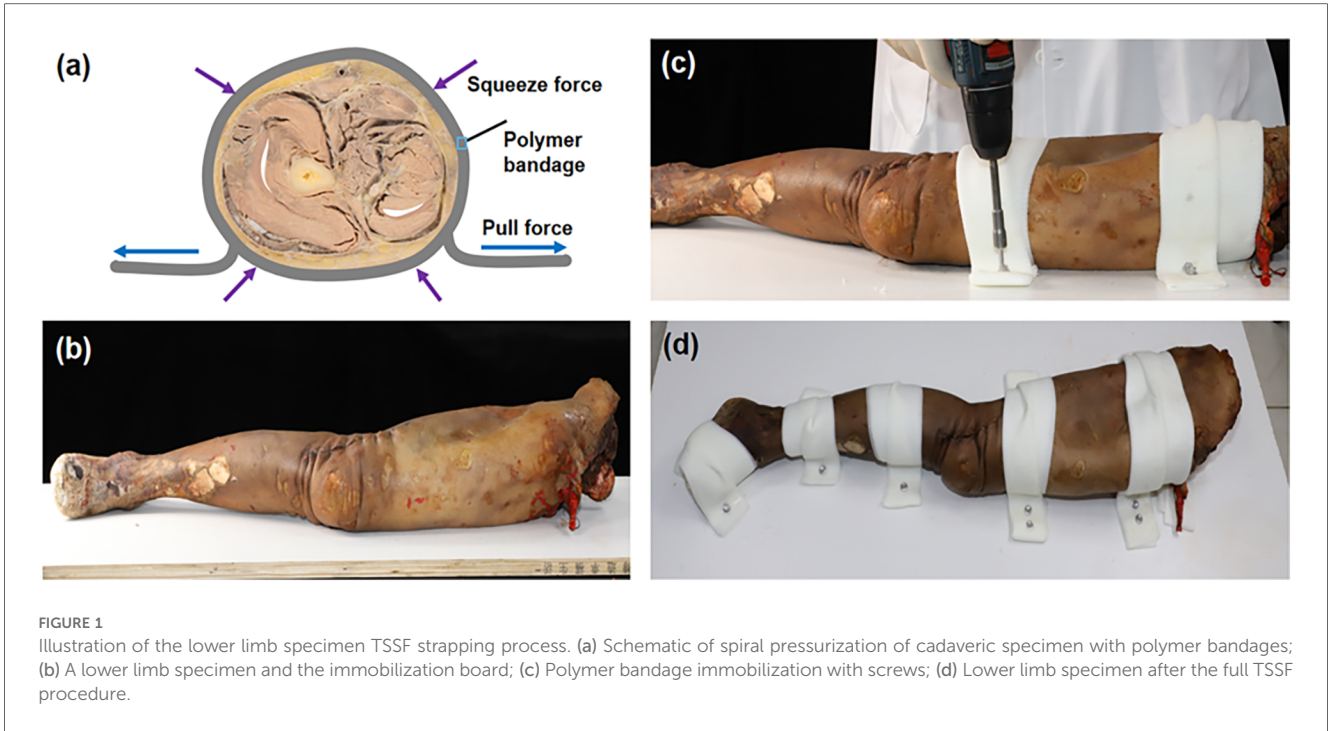 (a)
Squeeze force
Polymer
bandage
Pull force
(c)
(b)
(d)
FIGURE 1
Illustration of the lower limb specimen TSSF strapping process. (a) Schematic of spiral pressurization of cadaveric specimen with polymer bandages;
(b) A lower limb specimen and the immobilization board; (c) Polymer bandage immobilization with screws; (d) Lower limb specimen after the full TSSF
procedure.